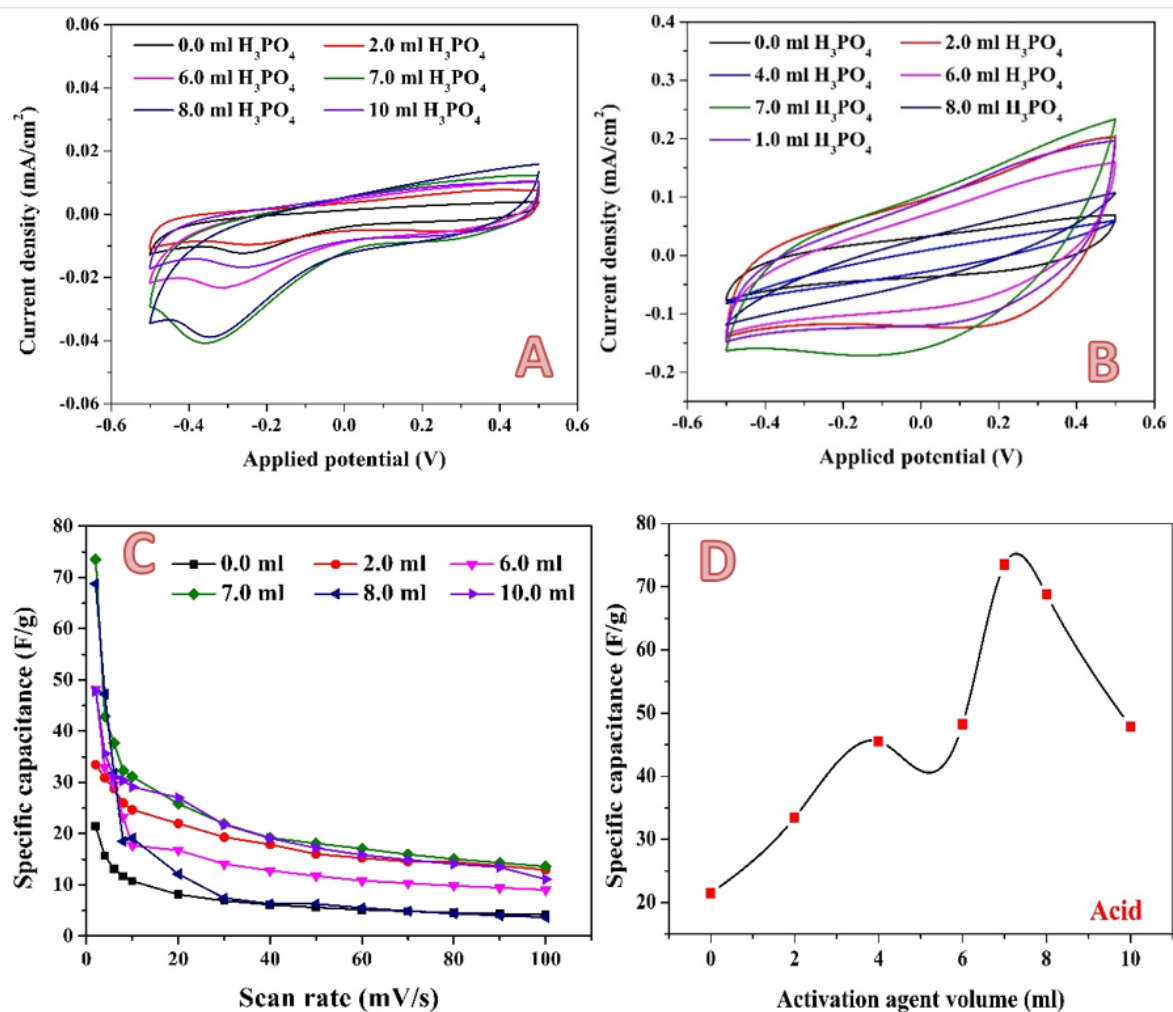 0.06
0.04
0.02
0.00
-0.02
-0.04
-0.06
Current density (mA/cm²)
0.0 ml H₃PO₄ 2.0 ml H₃PO₄
6.0 ml H₃PO₄ 7.0 ml H₃PO₄
8.0 ml H₃PO₄ 10 ml H₃PO₄
A
-0.6 -0.4 -0.2 0.0 0.2 0.4 0.6
Applied potential (V)
0.4
0.3
0.2
0.1
0.0
-0.1
-0.2
Current density (mA/cm²)
0.0 ml H₃PO₄ 2.0 ml H₃PO₄
4.0 ml H₃PO₄ 6.0 ml H₃PO₄
7.0 ml H₃PO₄ 8.0 ml H₃PO₄
1.0 ml H₃PO₄
B
-0.6 -0.4 -0.2 0.0 0.2 0.4 0.6
Applied potential (V)
80
70
60
50
40
30
20
10
0
Specific capacitance (F/g)
C
0.0 ml 2.0 ml 6.0 ml
7.0 ml 8.0 ml 10.0 ml
0 20 40 60 80 100
Scan rate (mV/s)
80
70
60
50
40
30
20
Specific capacitance (F/g)
D
Acid
0 2 4 6 8 10
Activation agent volume (ml)